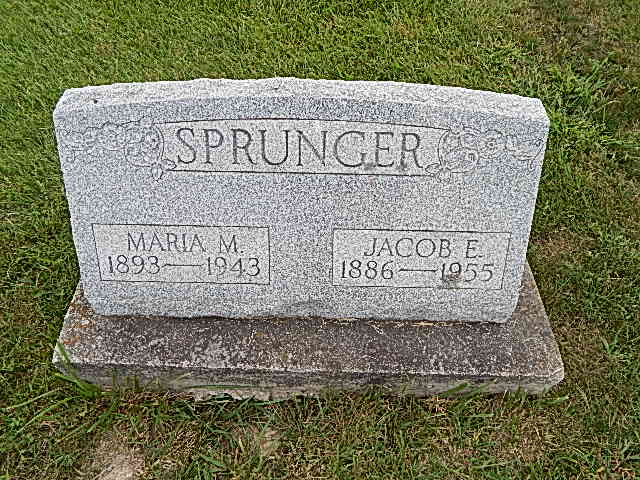 SPRUNGER
MARIA M.
1893—1943
JACOB E.
1886—1955